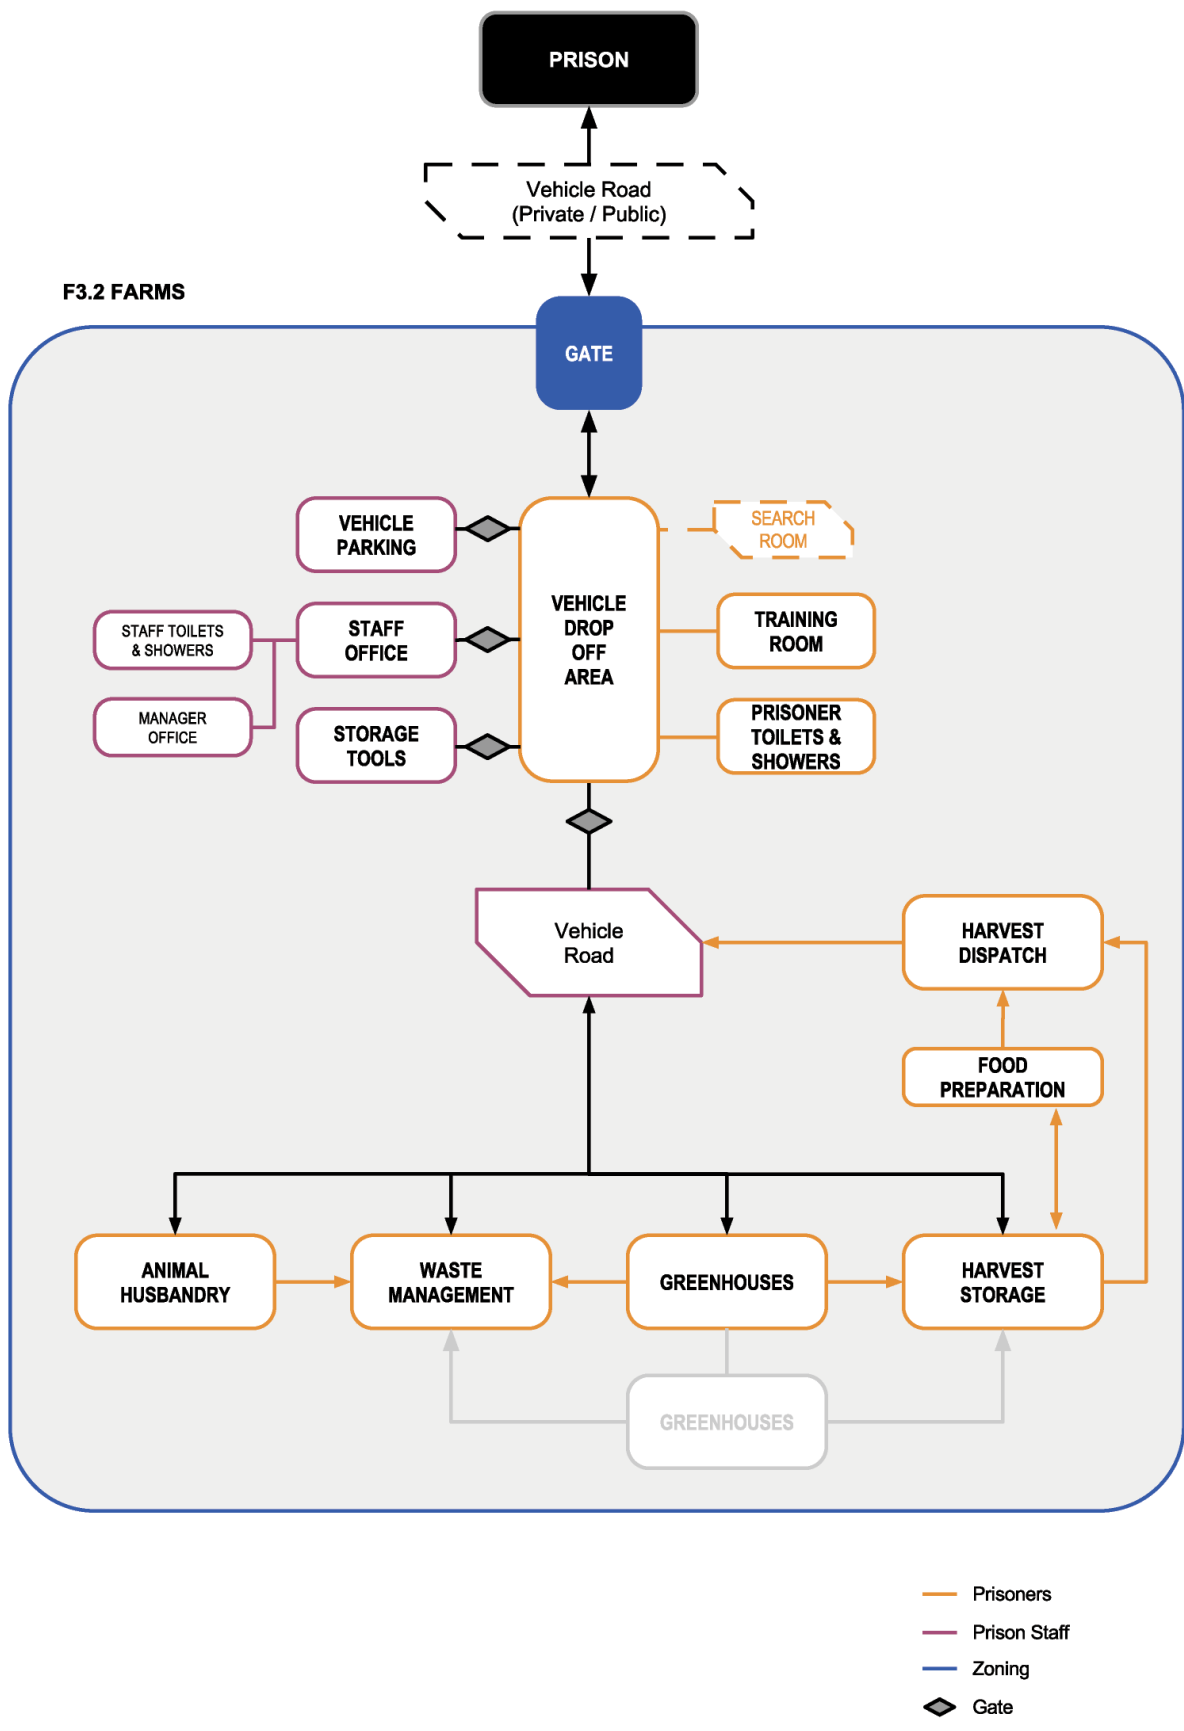 PRISON
Vehicle Road
(Private / Public)
F3.2 FARMS
GATE
VEHICLE
PARKING
SEARCH
ROOM
VEHICLE
DROP
OFF
AREA
STAFF TOILETS
& SHOWERS
STAFF
OFFICE
TRAINING
ROOM
MANAGER
OFFICE
STORAGE
TOOLS
PRISONER
TOILETS &
SHOWERS
Vehicle
Road
HARVEST
DISPATCH
FOOD
PREPARATION
ANIMAL
HUSBANDRY
WASTE
MANAGEMENT
GREENHOUSES
HARVEST
STORAGE
GREENHOUSES
Prisoners
Prison Staff
Zoning
Gate